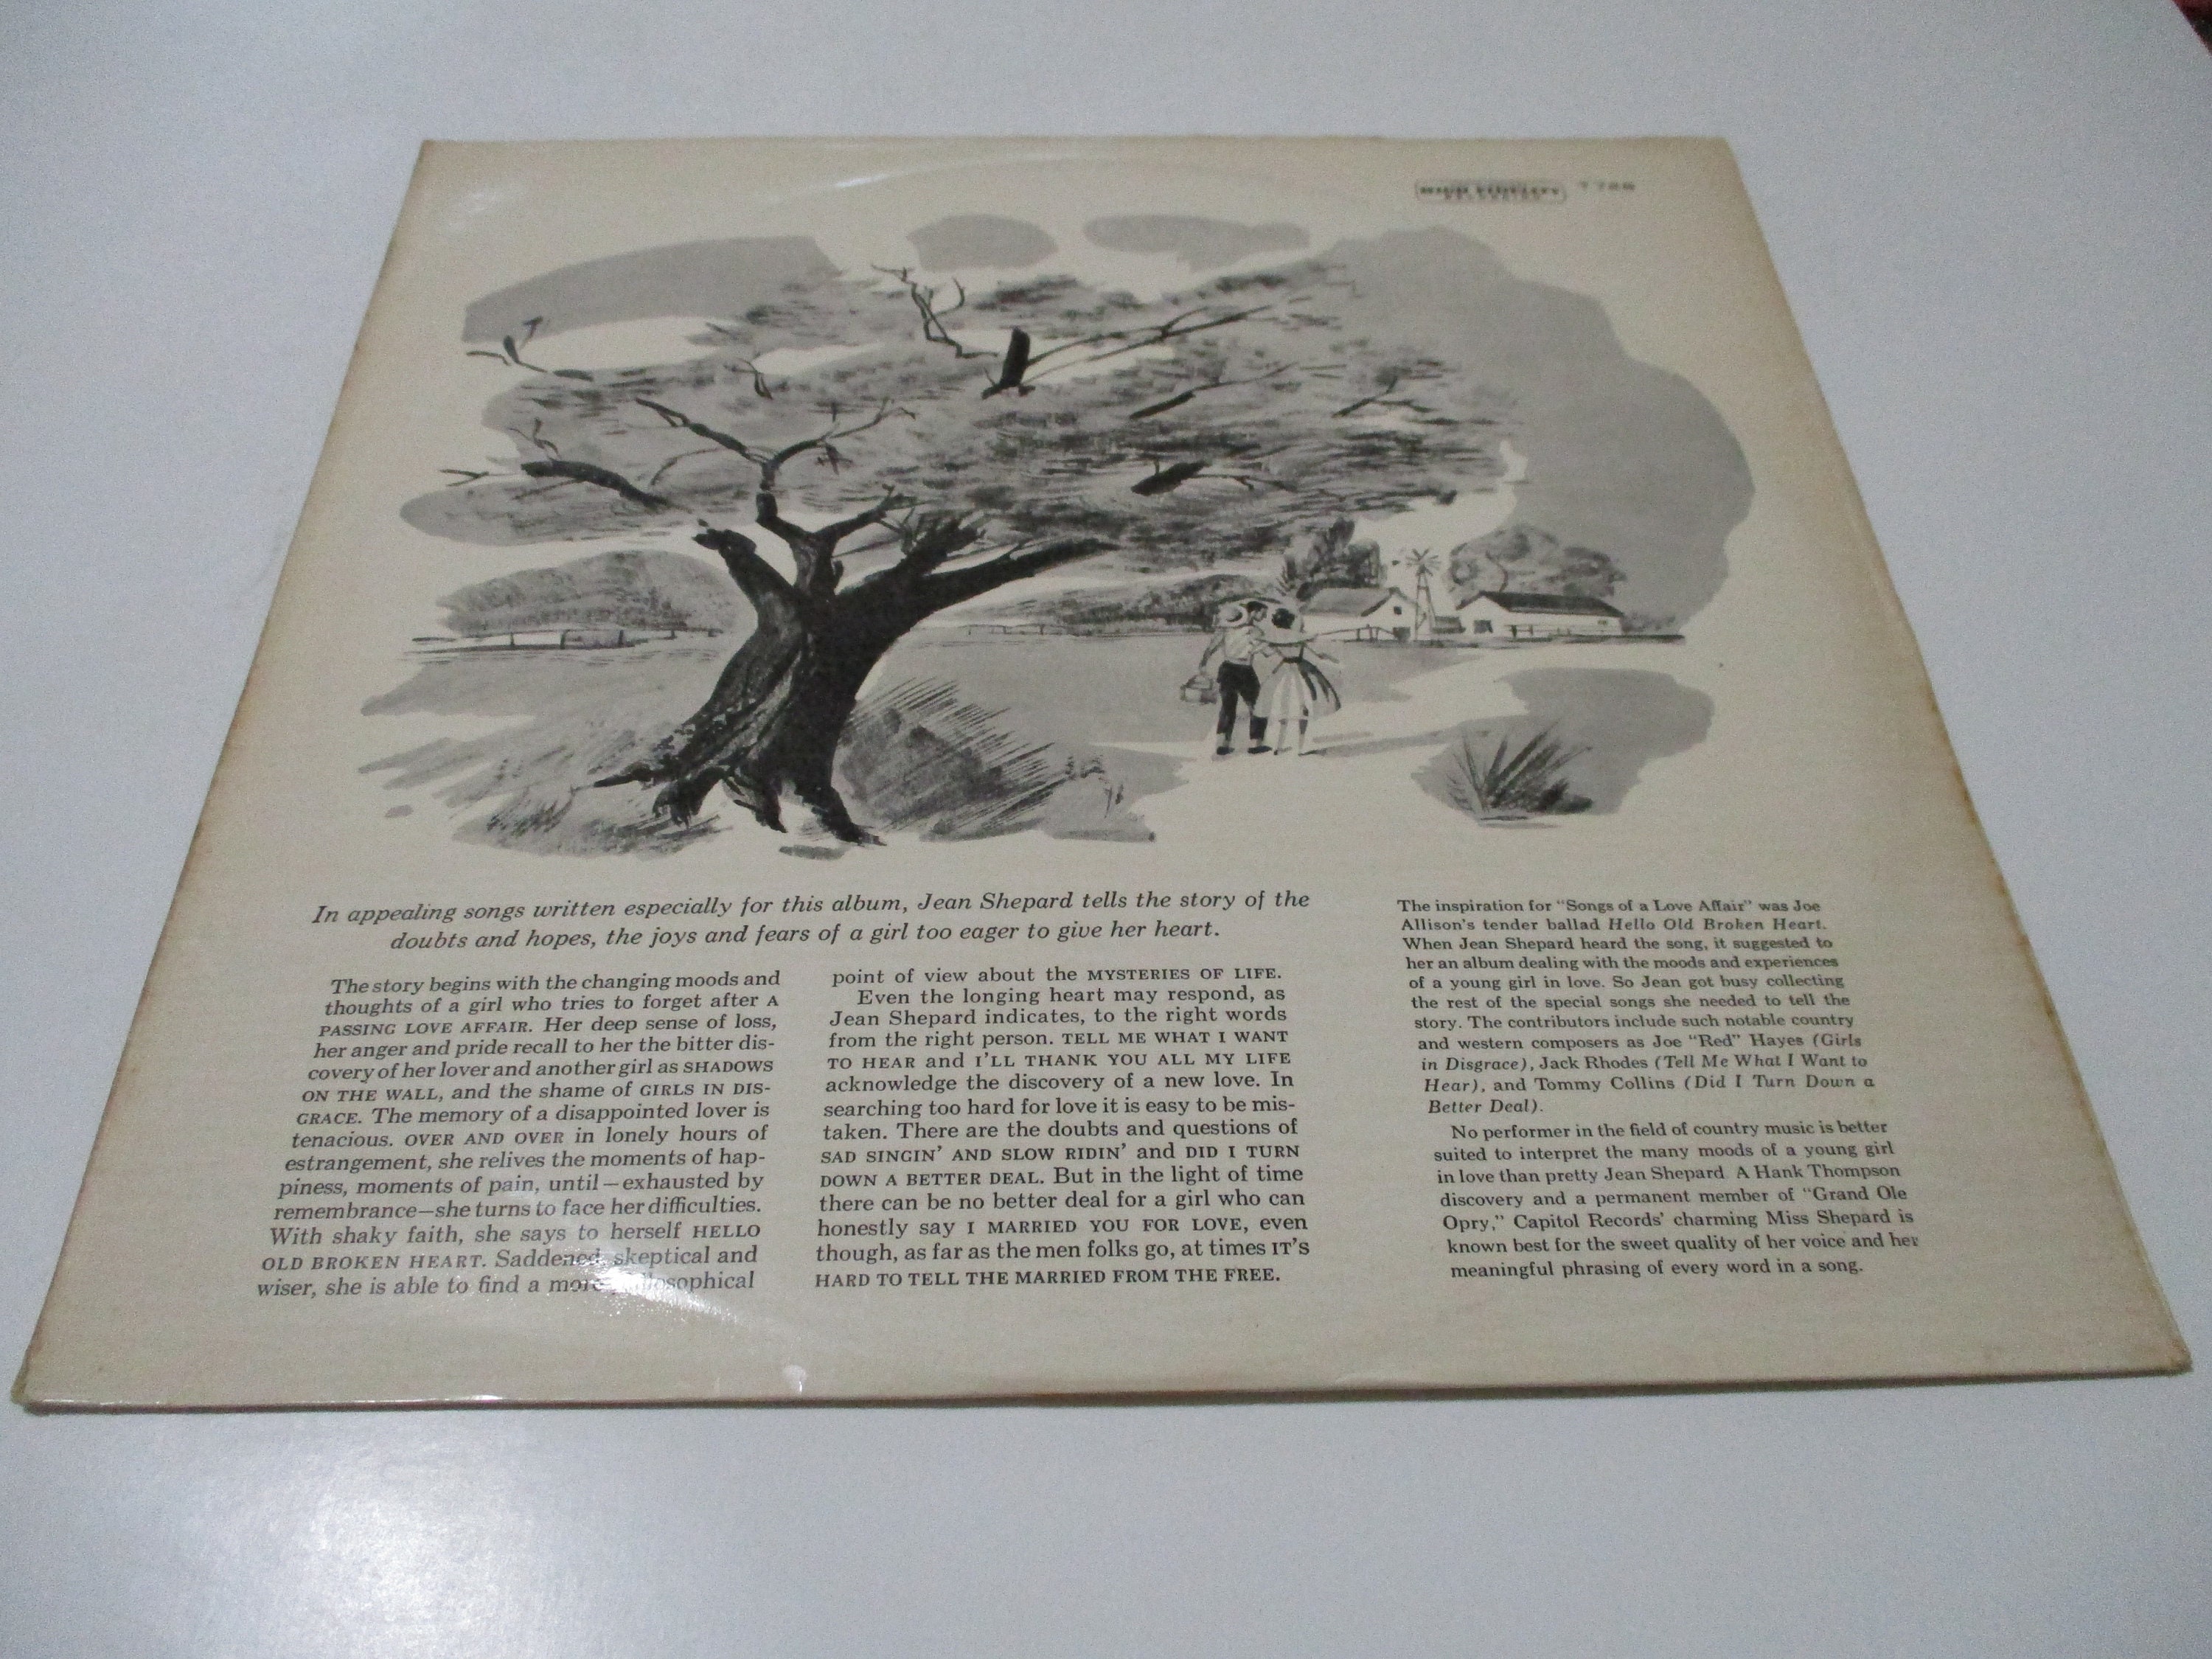 HIGH FIDELITY
RECORDING
T 728
In appealing songs written especially for this album, Jean Shepard tells the story of the
doubts and hopes, the joys and fears of a girl too eager to give her heart.
The story begins with the changing moods and
thoughts of a girl who tries to forget after A
PASSING LOVE AFFAIR. Her deep sense of loss,
her anger and pride recall to her the bitter dis-
covery of her lover and another girl as SHADOWS
ON THE WALL, and the shame of GIRLS IN DIS-
GRACE. The memory of a disappointed lover is
tenacious. OVER AND OVER in lonely hours of
estrangement, she relives the moments of hap-
piness, moments of pain, until—exhausted by
remembrance—she turns to face her difficulties.
With shaky faith, she says to herself HELLO
OLD BROKEN HEART. Saddened, skeptical and
wiser, she is able to find a more philosophical
point of view about the MYSTERIES OF LIFE.
Even the longing heart may respond, as
Jean Shepard indicates, to the right words
from the right person. TELL ME WHAT I WANT
TO HEAR and I'LL THANK YOU ALL MY LIFE
acknowledge the discovery of a new love. In
searching too hard for love it is easy to be mis-
taken. There are the doubts and questions of
SAD SINGIN' AND SLOW RIDIN' and DID I TURN
DOWN A BETTER DEAL. But in the light of time
there can be no better deal for a girl who can
honestly say I MARRIED YOU FOR LOVE, even
though, as far as the men folks go, at times IT'S
HARD TO TELL THE MARRIED FROM THE FREE.
The inspiration for "Songs of a Love Affair" was Joe
Allison's tender ballad Hello Old Broken Heart.
When Jean Shepard heard the song, it suggested to
her an album dealing with the moods and experiences
of a young girl in love. So Jean got busy collecting
the rest of the special songs she needed to tell the
story. The contributors include such notable country
and western composers as Joe "Red" Hayes (Girls
in Disgrace), Jack Rhodes (Tell Me What I Want to
Hear), and Tommy Collins (Did I Turn Down a
Better Deal).
No performer in the field of country music is better
suited to interpret the many moods of a young girl
in love than pretty Jean Shepard. A Hank Thompson
discovery and a permanent member of "Grand Ole
Opry," Capitol Records' charming Miss Shepard is
known best for the sweet quality of her voice and her
meaningful phrasing of every word in a song.